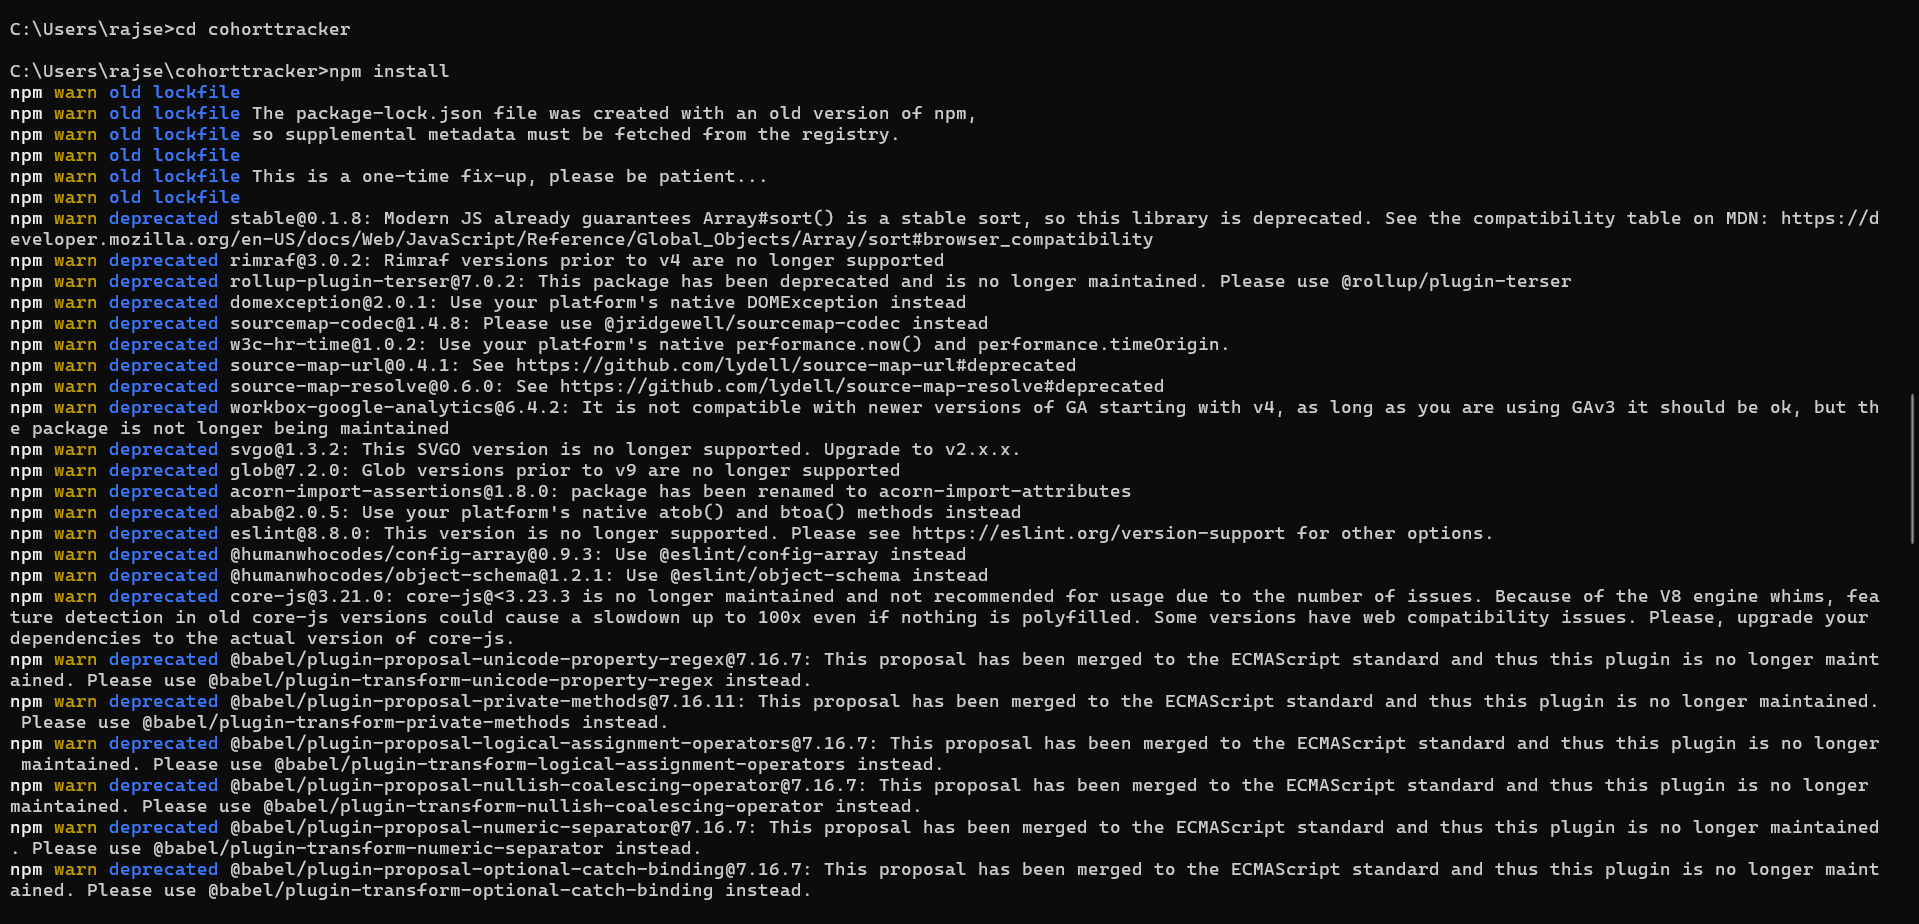 C:\Users\rajse>cd cohorttracker
C:\Users\rajse\cohorttracker>npm install
npm warn old lockfile
npm warn old lockfile The package-lock.json file was created with an old version of npm,
npm warn old lockfile so supplemental metadata must be fetched from the registry.
npm warn old lockfile
npm warn old lockfile This is a one-time fix-up, please be patient...
npm warn old lockfile
npm warn deprecated stable@0.1.8: Modern JS already guarantees Array#sort() is a stable sort, so this library is deprecated. See the compatibility table on MDN: https://d
eveloper.mozilla.org/en-US/docs/Web/JavaScript/Reference/Global_Objects/Array/sort#browser_compatibility
npm warn deprecated rimraf@3.0.2: Rimraf versions prior to v4 are no longer supported
npm warn deprecated rollup-plugin-terser@7.0.2: This package has been deprecated and is no longer maintained. Please use @rollup/plugin-terser
npm warn deprecated domexception@2.0.1: Use your platform's native DOMException instead
npm warn deprecated sourcemap-codec@1.4.8: Please use @jridgewell/sourcemap-codec instead
npm warn deprecated w3c-hr-time@1.0.2: Use your platform's native performance.now() and performance.timeOrigin.
npm warn deprecated source-map-url@0.4.1: See https://github.com/lydell/source-map-url#deprecated
npm warn deprecated source-map-resolve@0.6.0: See https://github.com/lydell/source-map-resolve#deprecated
npm warn deprecated workbox-google-analytics@6.4.2: It is not compatible with newer versions of GA starting with v4, as long as you are using GAv3 it should be ok, but th
e package is not longer being maintained
npm warn deprecated svgo@1.3.2: This SVGO version is no longer supported. Upgrade to v2.x.x.
npm warn deprecated glob@7.2.0: Glob versions prior to v9 are no longer supported
npm warn deprecated acorn-import-assertions@1.8.0: package has been renamed to acorn-import-attributes
npm warn deprecated abab@2.0.5: Use your platform's native atob() and btoa() methods instead
npm warn deprecated eslint@8.8.0: This version is no longer supported. Please see https://eslint.org/version-support for other options.
npm warn deprecated @humanwhocodes/config-array@0.9.3: Use @eslint/config-array instead
npm warn deprecated @humanwhocodes/object-schema@1.2.1: Use @eslint/object-schema instead
npm warn deprecated core-js@3.21.0: core-js@<3.23.3 is no longer maintained and not recommended for usage due to the number of issues. Because of the V8 engine whims, fea
ture detection in old core-js versions could cause a slowdown up to 100x even if nothing is polyfilled. Some versions have web compatibility issues. Please, upgrade your
dependencies to the actual version of core-js.
npm warn deprecated @babel/plugin-proposal-unicode-property-regex@7.16.7: This proposal has been merged to the ECMAScript standard and thus this plugin is no longer maint
ained. Please use @babel/plugin-transform-unicode-property-regex instead.
npm warn deprecated @babel/plugin-proposal-private-methods@7.16.11: This proposal has been merged to the ECMAScript standard and thus this plugin is no longer maintained.
Please use @babel/plugin-transform-private-methods instead.
npm warn deprecated @babel/plugin-proposal-logical-assignment-operators@7.16.7: This proposal has been merged to the ECMAScript standard and thus this plugin is no longer
maintained. Please use @babel/plugin-transform-logical-assignment-operators instead.
npm warn deprecated @babel/plugin-proposal-nullish-coalescing-operator@7.16.7: This proposal has been merged to the ECMAScript standard and thus this plugin is no longer
maintained. Please use @babel/plugin-transform-nullish-coalescing-operator instead.
npm warn deprecated @babel/plugin-proposal-numeric-separator@7.16.7: This proposal has been merged to the ECMAScript standard and thus this plugin is no longer maintained
. Please use @babel/plugin-transform-numeric-separator instead.
npm warn deprecated @babel/plugin-proposal-optional-catch-binding@7.16.7: This proposal has been merged to the ECMAScript standard and thus this plugin is no longer maint
ained. Please use @babel/plugin-transform-optional-catch-binding instead.